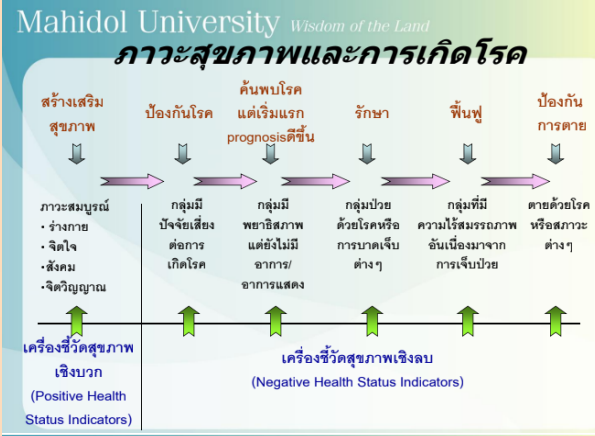 Mahidol University Wisdom of the Land
ภาวะสุขภาพและการเกิดโรค
สร้างเสริม
สุขภาพ
ป้องกันโรค
ค้นพบโรค
แต่เริ่มแรก
prognosisดีขึ้น
รักษา
ฟื้นฟู
ป้องกัน
การตาย
ภาวะสมบูรณ์
• ร่างกาย
• จิตใจ
•สังคม
•จิตวิญญาณ
กลุ่มมี
ปัจจัยเสี่ยง
ต่อการ
เกิดโรค
กลุ่มมี
พยาธิสภาพ
แต่ยังไม่มี
อาการ/
อาการแสดง
กลุ่มป่วย
ด้วยโรคหรือ
การบาดเจ็บ
ต่างๆ
กลุ่มที่มี
ความไร้สมรรถภาพ
อันเนื่องมาจาก
การเจ็บป่วย
ตายด้วยโรค
หรือสภาวะ
ต่างๆ
เครื่องชี้วัดสุขภาพ
เชิงบวก
(Positive Health
Status Indicators)
เครื่องชี้วัดสุขภาพเชิงลบ
(Negative Health Status Indicators)